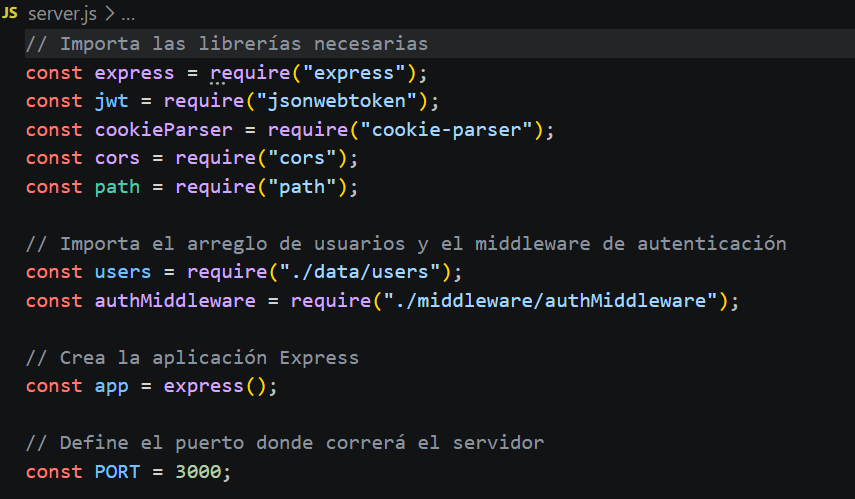 JS server.js > ...
// Importa las librerías necesarias
const express = require("express");
const jwt = require("jsonwebtoken");
const cookieParser = require("cookie-parser");
const cors = require("cors");
const path = require("path");
// Importa el arreglo de usuarios y el middleware de autenticación
const users = require("./data/users");
const authMiddleware = require("./middleware/authMiddleware");
// Crea la aplicación Express
const app = express();
// Define el puerto donde correrá el servidor
const PORT = 3000;